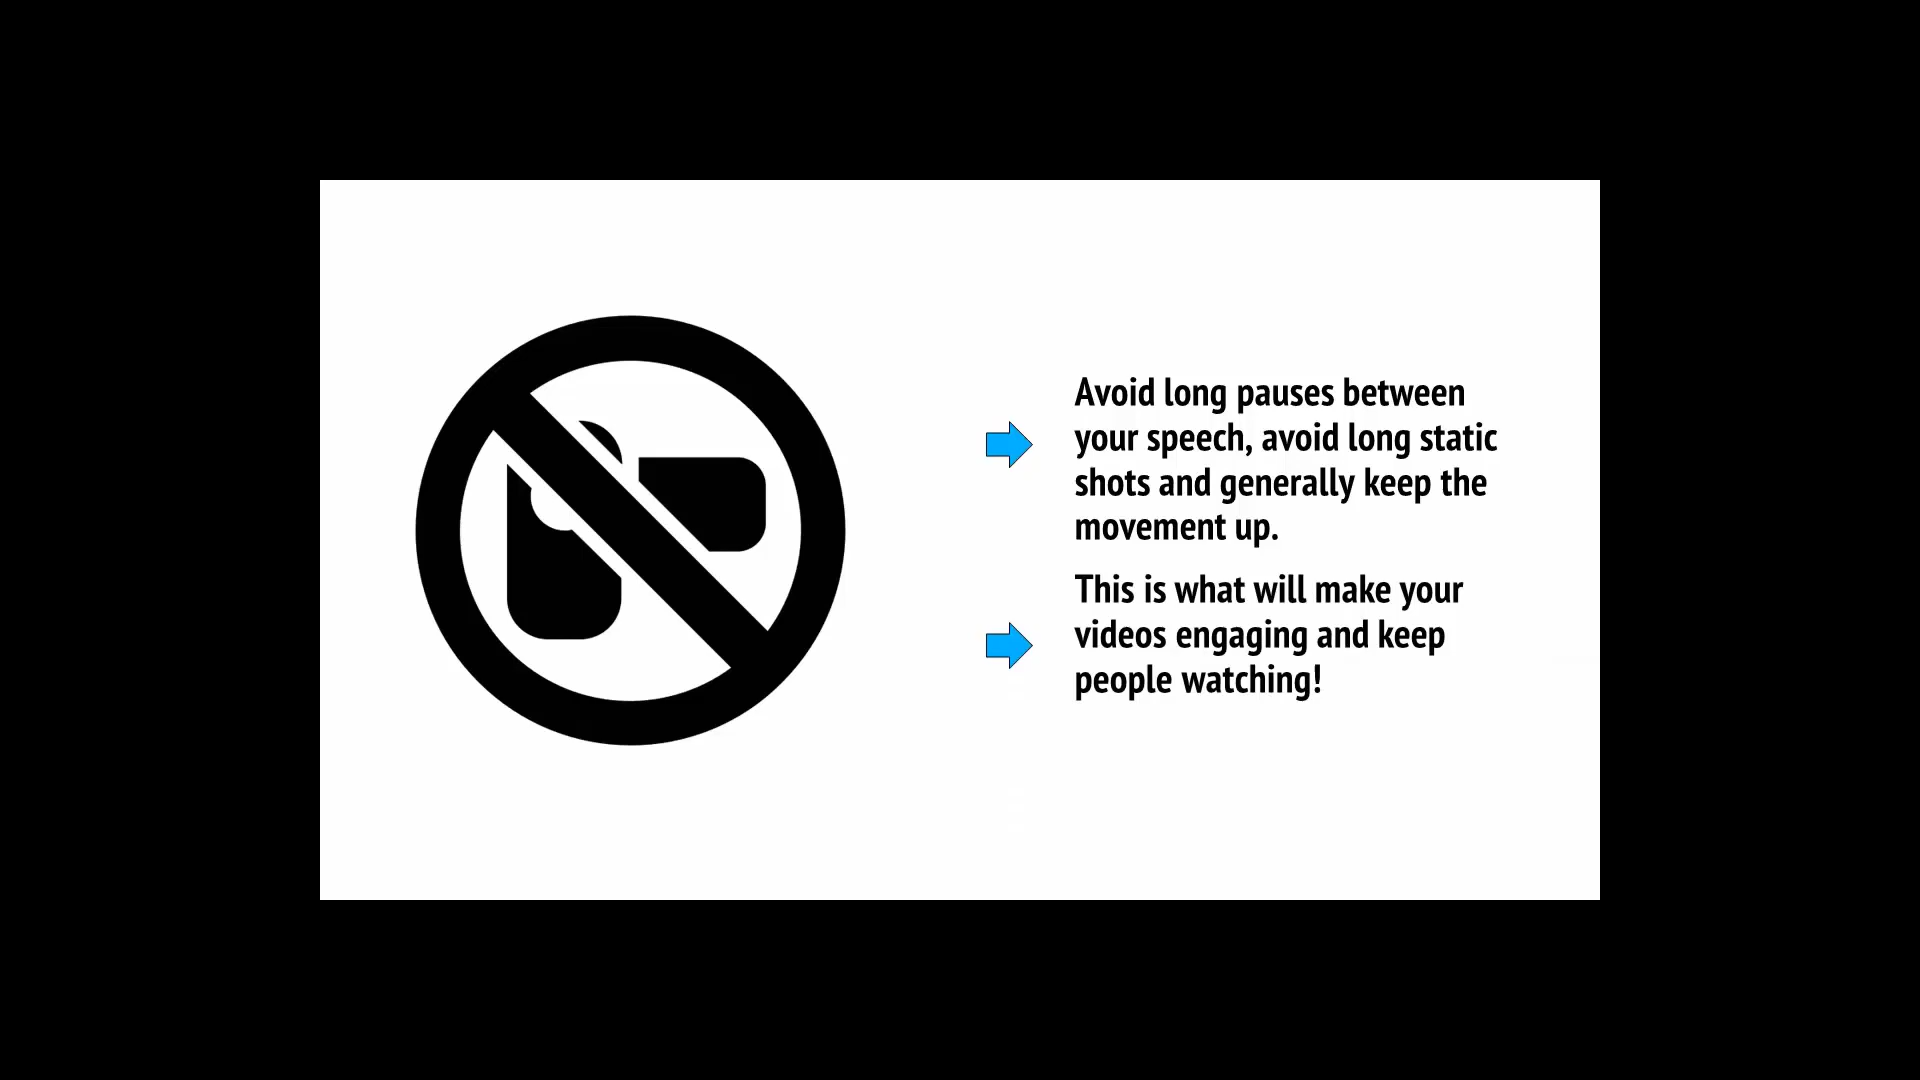 Avoid long pauses between
your speech, avoid long static
shots and generally keep the
movement up.
This is what will make your
videos engaging and keep
people watching!